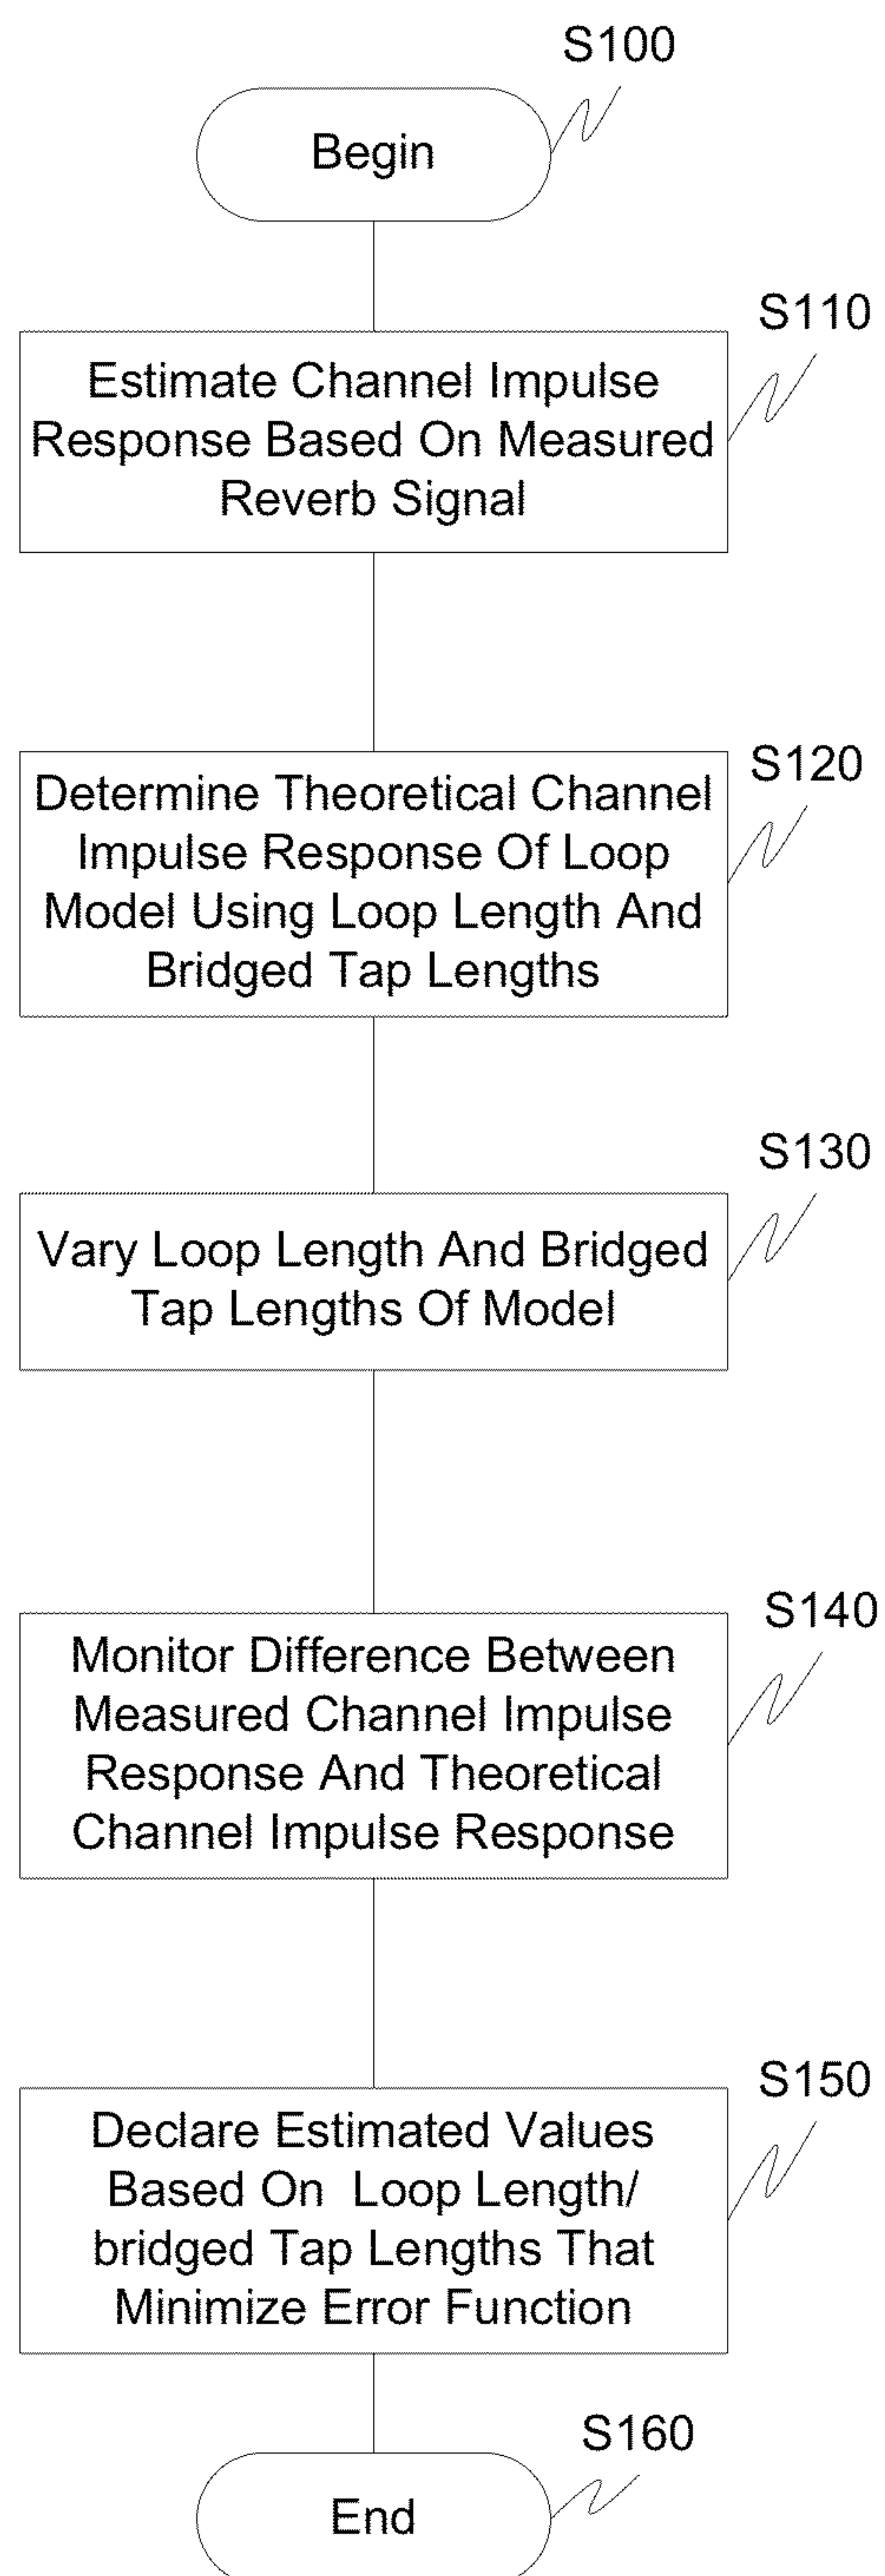 S100
Begin
S110
Estimate Channel Impulse
Response Based On Measured
Reverb Signal
S120
Determine Theoretical Channel
Impulse Response Of Loop
Model Using Loop Length And
Bridged Tap Lengths
S130
Vary Loop Length And Bridged
Tap Lengths Of Model
S140
Monitor Difference Between
Measured Channel Impulse
Response And Theoretical
Channel Impulse Response
S150
Declare Estimated Values
Based On Loop Length/
bridged Tap Lengths That
Minimize Error Function
S160
End